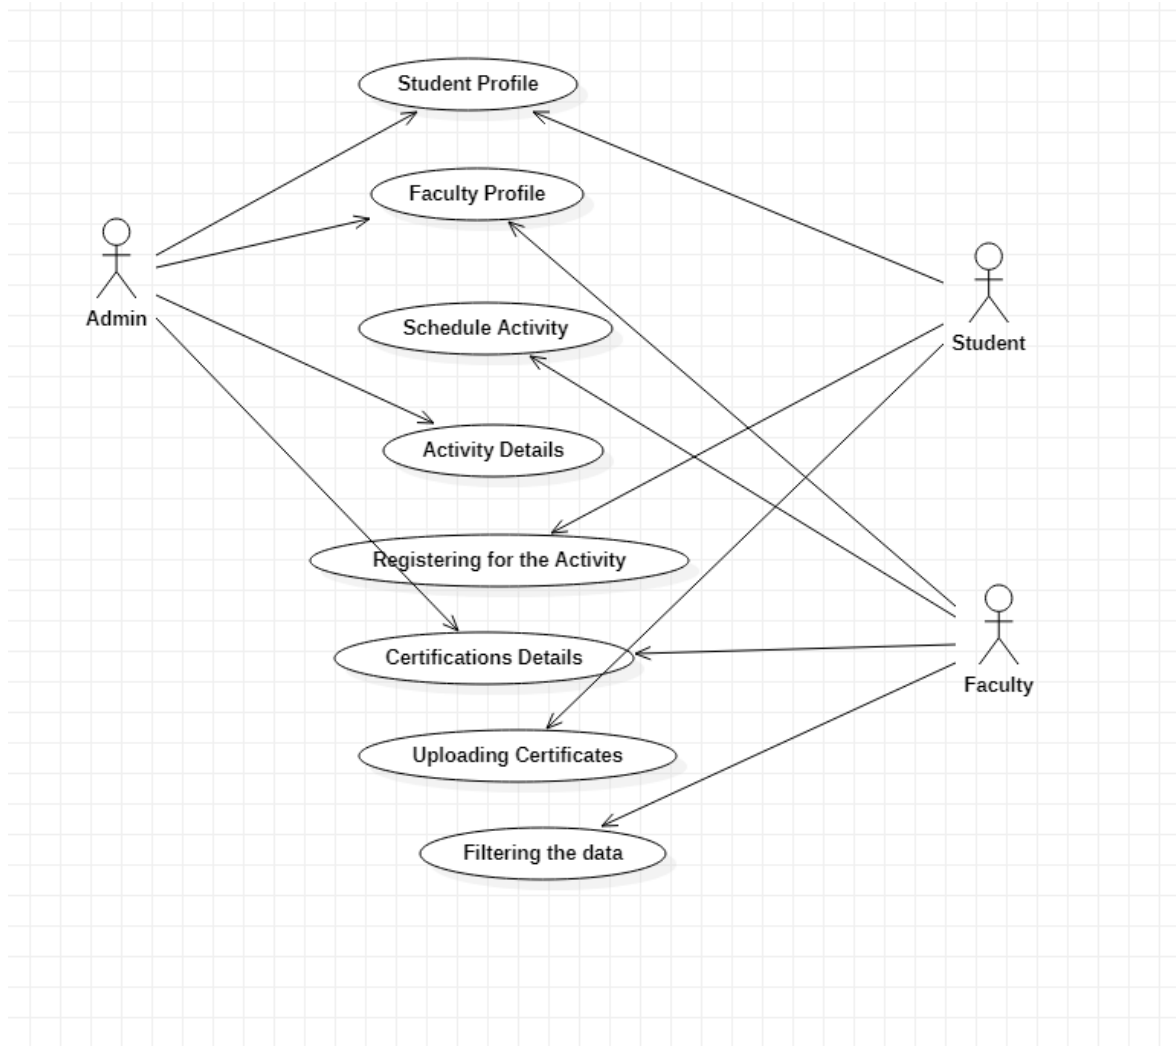 Student Profile
Faculty Profile
Admin
Schedule Activity
Student
Activity Details
Registering for the Activity
Certifications Details
Faculty
Uploading Certificates
Filtering the data